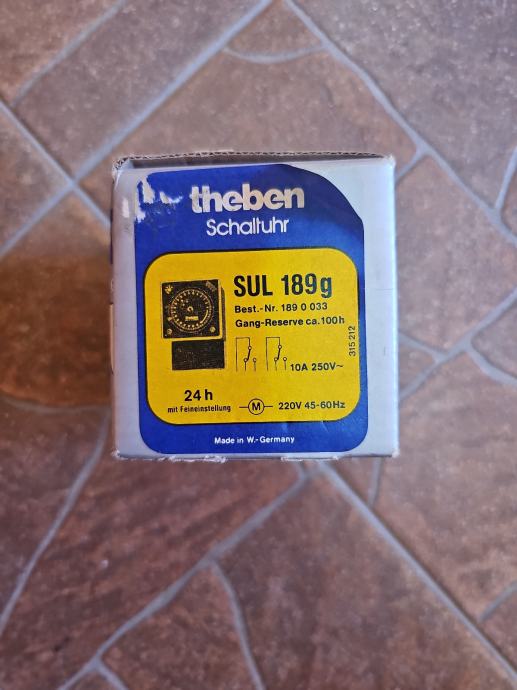 theben
Schaltuhr
SUL 189g
Best.-Nr. 189 0 033
Gang-Reserve ca.100h
315 212
10A 250V~
24h
mit Feineinstellung
M
220V 45-60Hz
Made in W.-Germany